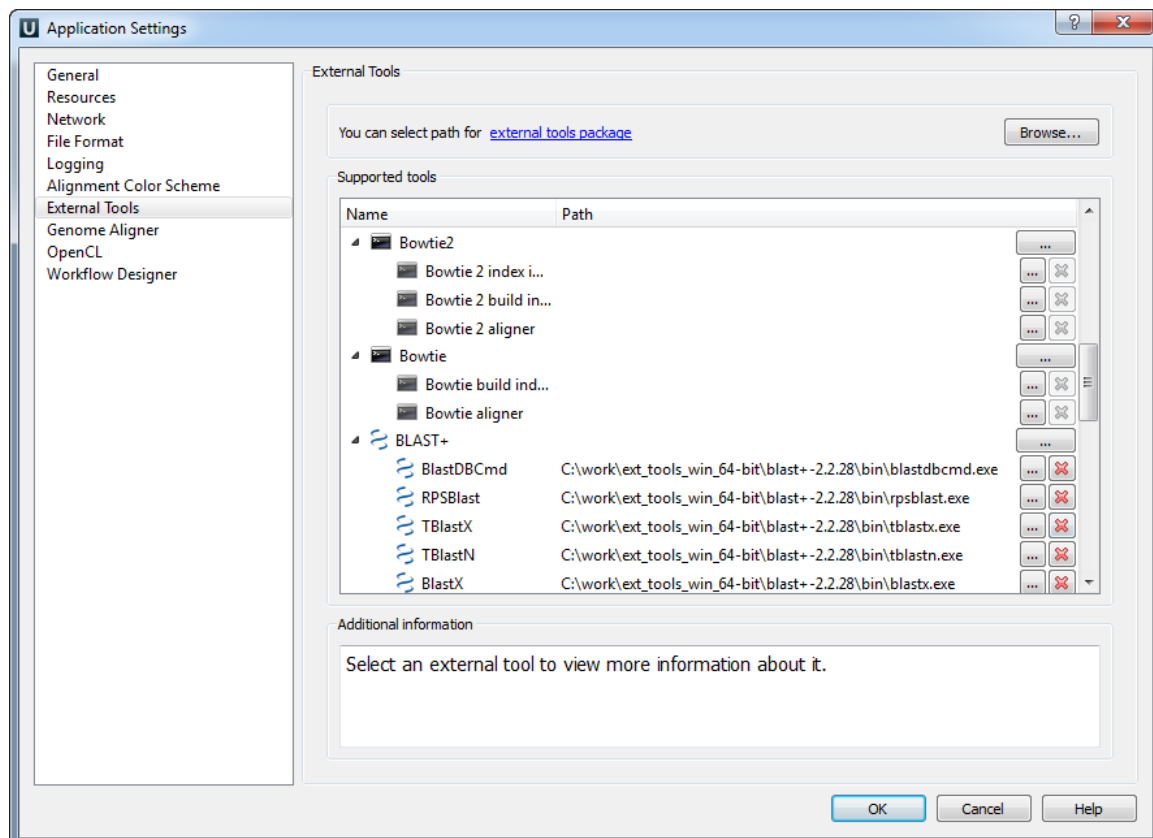 U Application Settings
General
Resources
Network
File Format
Logging
Alignment Color Scheme
External Tools
Genome Aligner
OpenCL
Workflow Designer
External Tools
You can select path for external tools package Browse...
Supported tools
Name Path
Bowtie2 ...
Bowtie 2 index i... ...
Bowtie 2 build in... ...
Bowtie 2 aligner ...
Bowtie ...
Bowtie build ind... ...
Bowtie aligner ...
BLAST+ ...
BlastDBCmd C:\work\ext_tools_win_64-bit\blast+-2.2.28\bin\blastdbcmd.exe ...
RPSBlast C:\work\ext_tools_win_64-bit\blast+-2.2.28\bin\rpsblast.exe ...
TBlastX C:\work\ext_tools_win_64-bit\blast+-2.2.28\bin\tblastx.exe ...
TBlastN C:\work\ext_tools_win_64-bit\blast+-2.2.28\bin\tblastn.exe ...
BlastX C:\work\ext_tools_win_64-bit\blast+-2.2.28\bin\blastx.exe ...
Additional information
Select an external tool to view more information about it.
OK Cancel Help